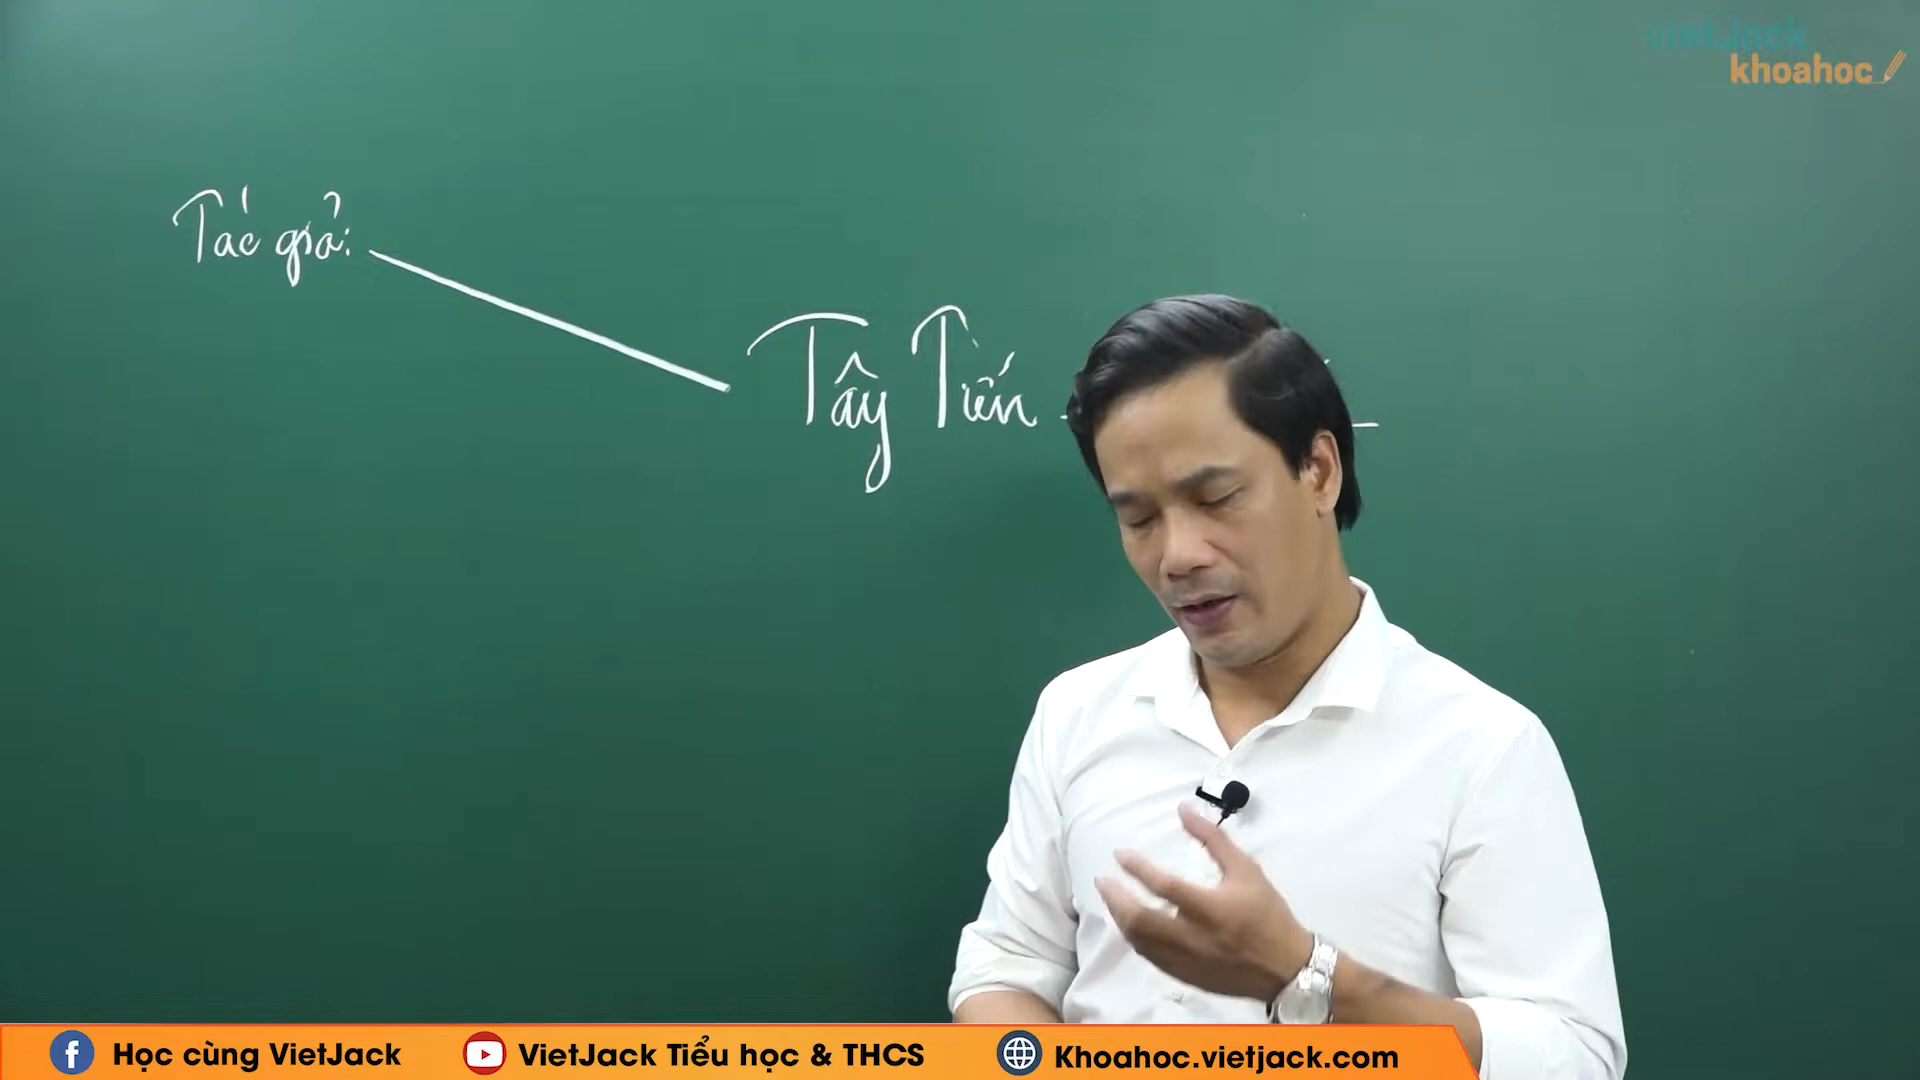 vietjack
khoahoc
Tác giả:
Tây Tiến
Học cùng VietJack
VietJack Tiểu học & THCS
Khoahoc.vietjack.com